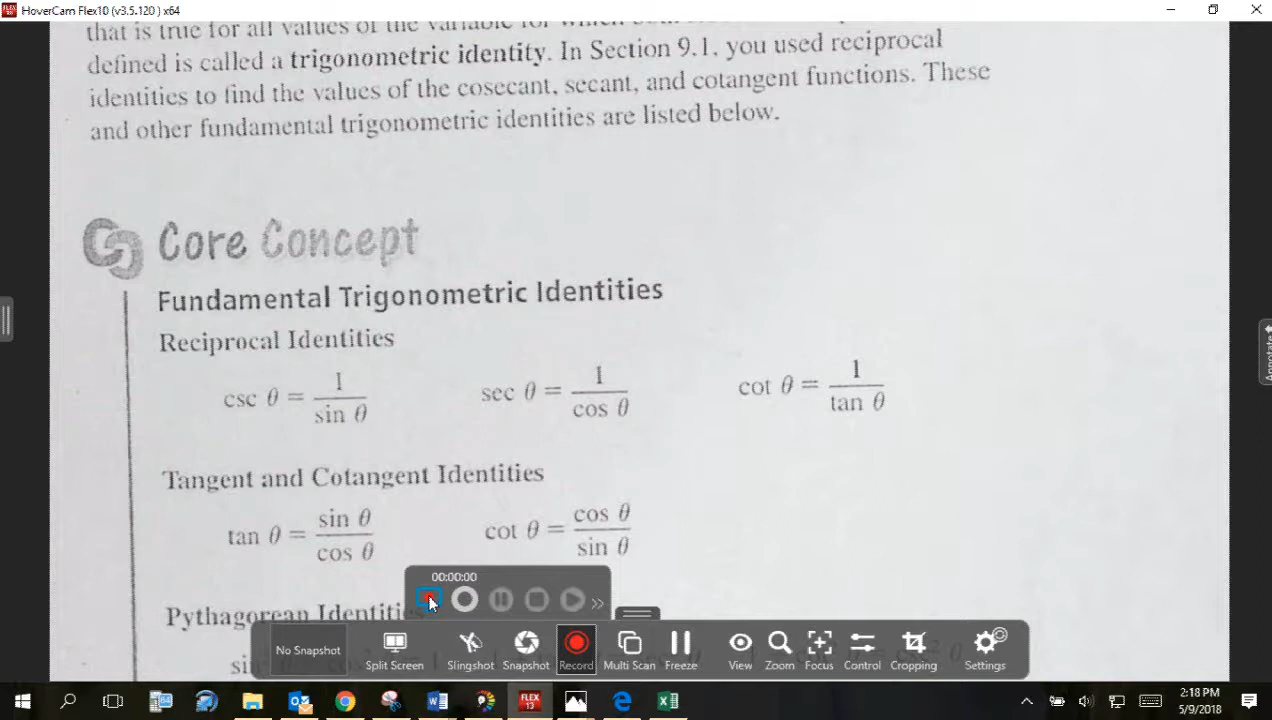 HoverCam Flex10 (v3.5.120) x64
that is true for all values of the variable for which
defined is called a trigonometric identity. In Section 9.1, you used reciprocal
identities to find the values of the cosecant, secant, and cotangent functions. These
and other fundamental trigonometric identities are listed below.
Core Concept
Fundamental Trigonometric Identities
Reciprocal Identities
csc θ = 1/sin θ sec θ = 1/cos θ cot θ = 1/tan θ
Tangent and Cotangent Identities
tan θ = sin θ/cos θ cot θ = cos θ/sin θ
00:00:00
Pythagorean Identities
No Snapshot Split Screen Slingshot Snapshot Record Multi Scan Freeze View Zoom Focus Control Cropping Settings
Annotate
FLEX
2:18 PM
5/9/2018